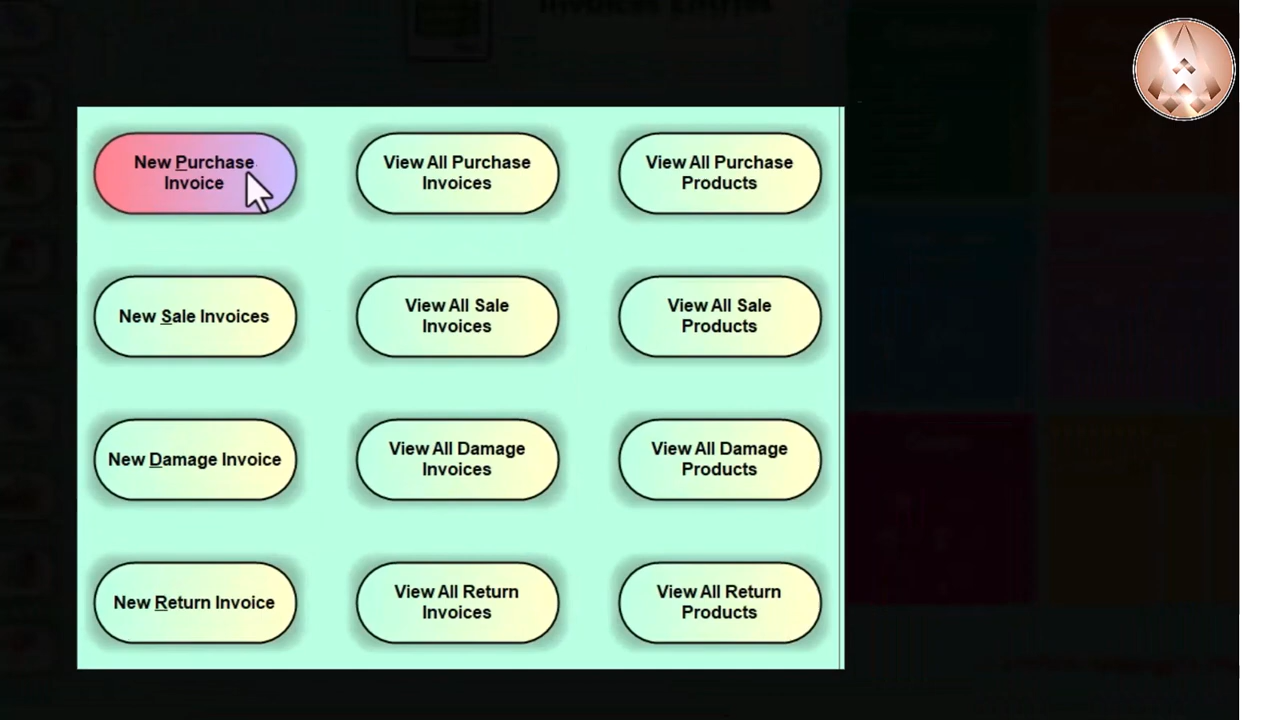 Invoices Entries
New Purchase
Invoice
View All Purchase
Invoices
View All Purchase
Products
New Sale Invoices
View All Sale
Invoices
View All Sale
Products
New Damage Invoice
View All Damage
Invoices
View All Damage
Products
New Return Invoice
View All Return
Invoices
View All Return
Products